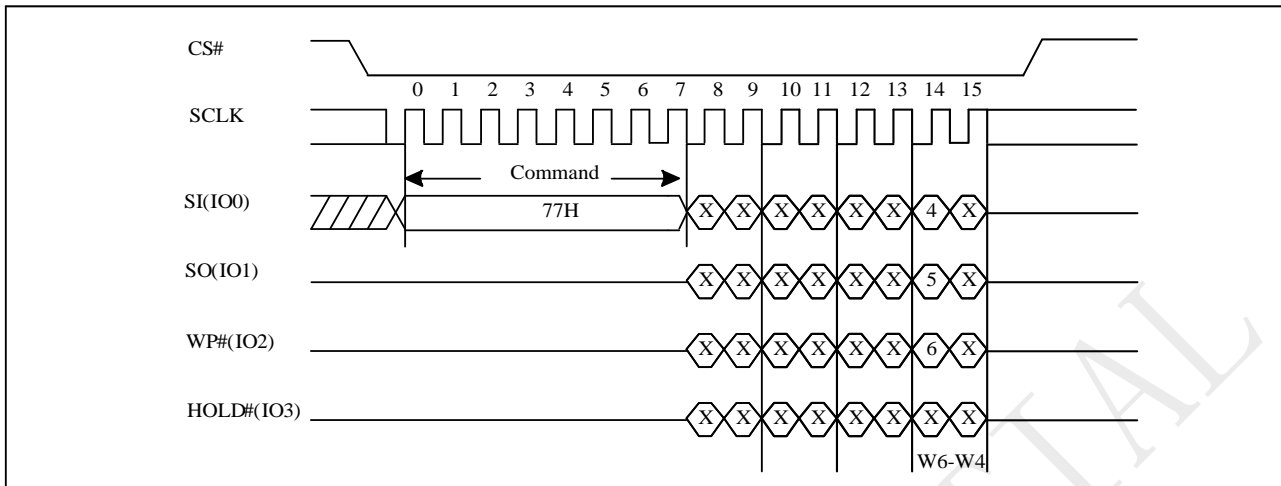 CS#
0 1 2 3 4 5 6 7 8 9 10 11 12 13 14 15
SCLK
Command
SI(IO0) 77H X X X X X X 4 X
SO(IO1) X X X X X X 5 X
WP#(IO2) X X X X X X 6 X
HOLD#(IO3) X X X X X X X X
W6-W4
TIAL